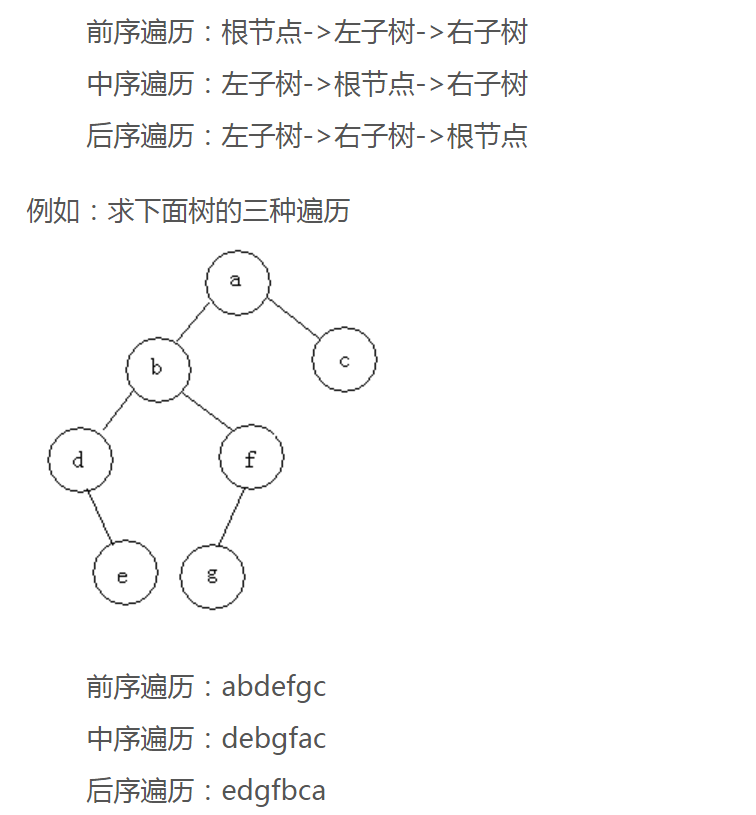 前序遍历：根节点->左子树->右子树
中序遍历：左子树->根节点->右子树
后序遍历：左子树->右子树->根节点
例如：求下面树的三种遍历
a
b
c
d
f
e
g
前序遍历：abdefgc
中序遍历：debgfac
后序遍历：edgfbca